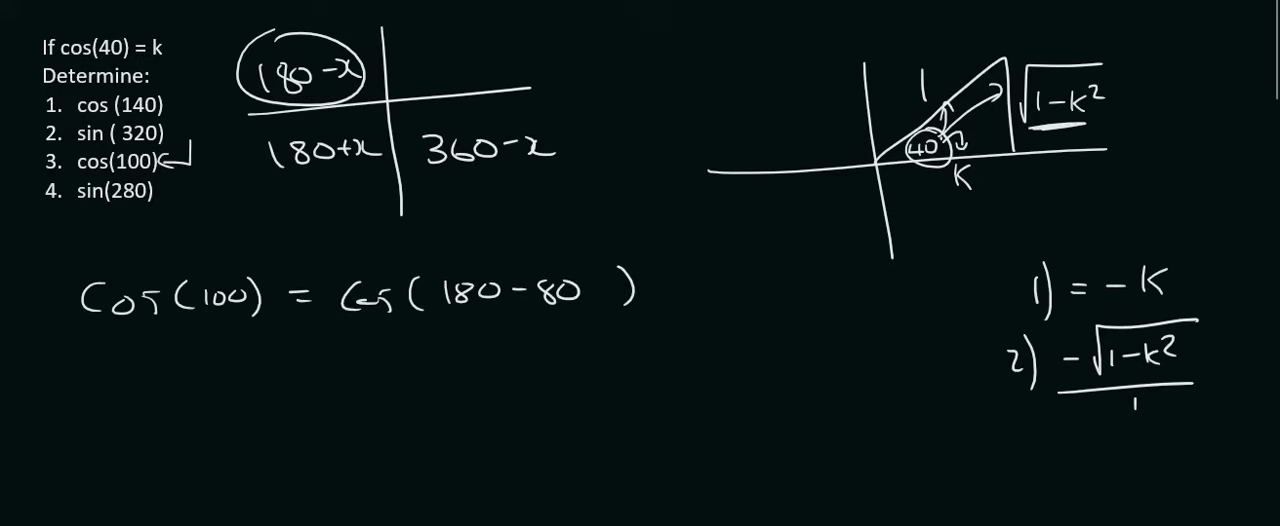 If cos(40) = k
Determine:
1. cos (140)
2. sin ( 320)
3. cos(100)
4. sin(280)
180-x
180+x
360-x
1
√1-k²
40
K
Cos(100) = Cos( 180-80 )
1) = -K
2) -√1-k²
1